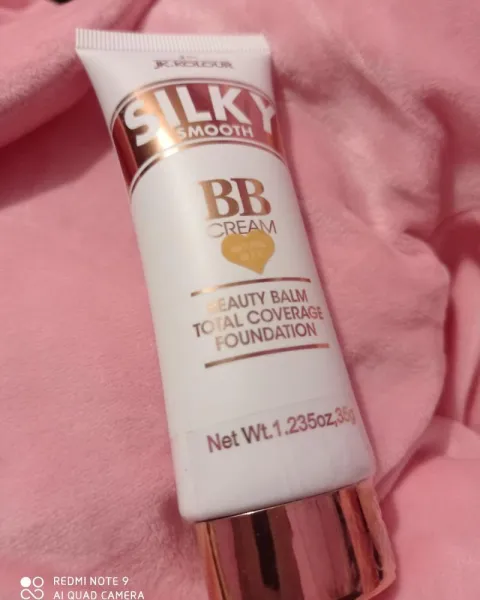 SILKY
SMOOTH
BB
CREAM
BEAUTY BALM
TOTAL COVERAGE
FOUNDATION
Net Wt.1.235oz,35g
REDMI NOTE 9
AI QUAD CAMERA